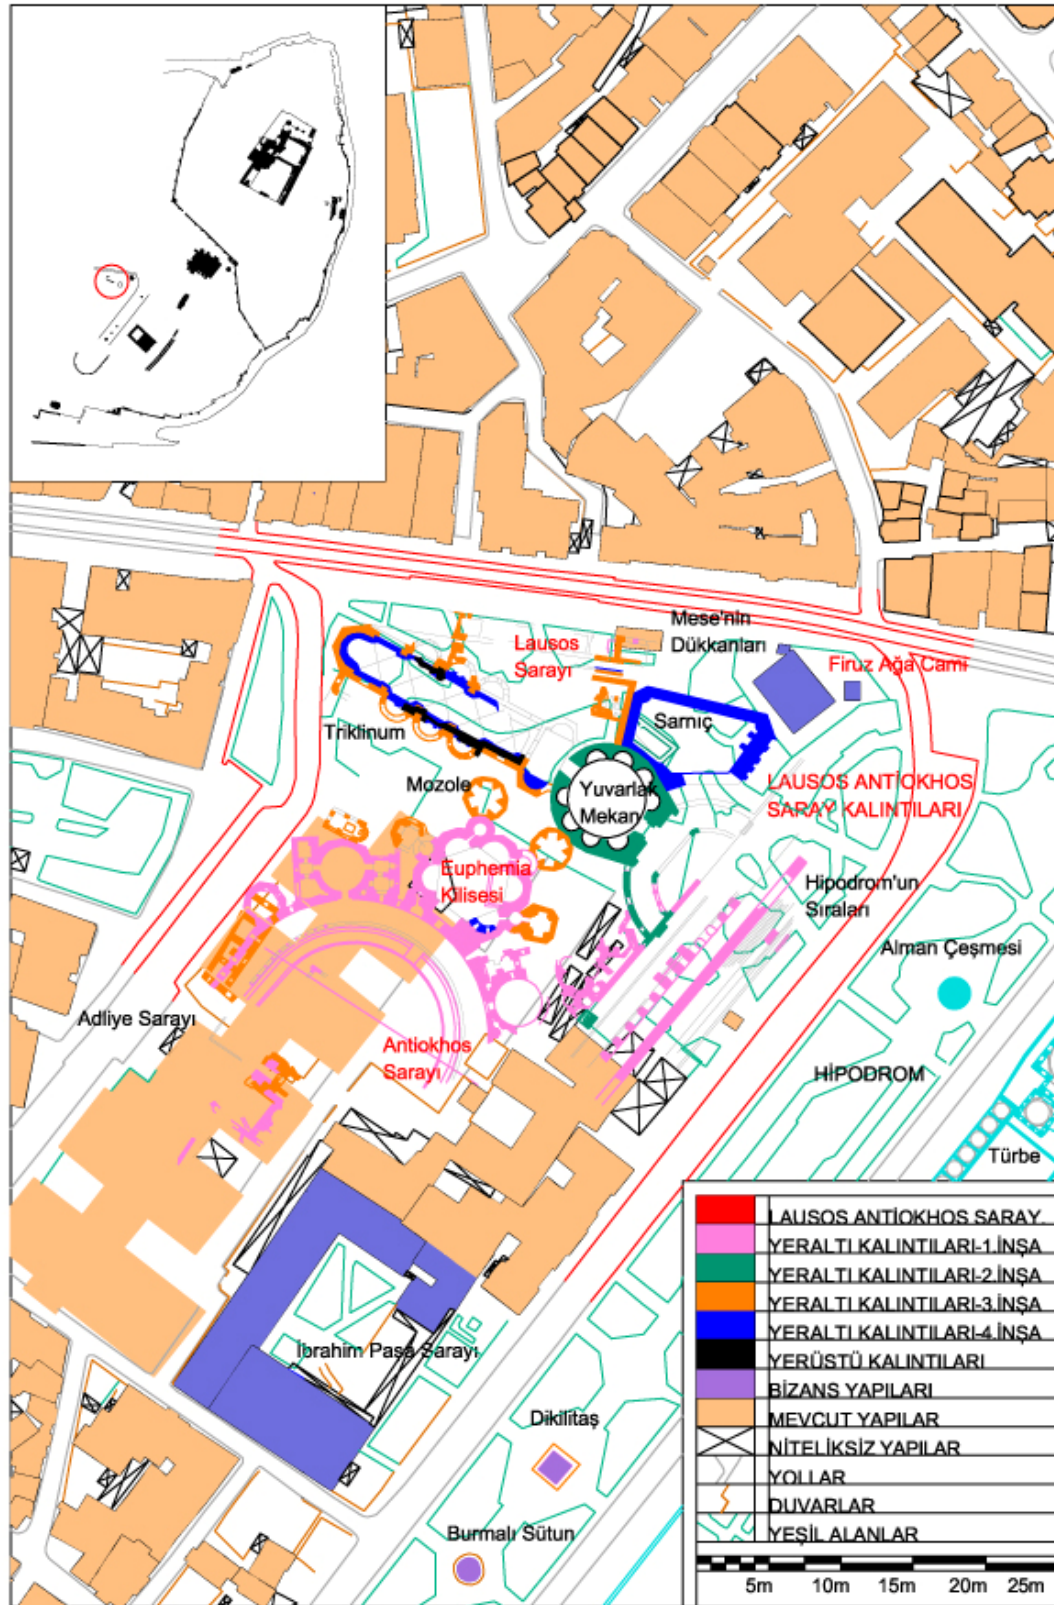 Mese'nin
Dükkanları
Lausos
Sarayı
Firuz Ağa Cami
Triklinum
Sarnıç
Mozole
Yuvarlak
Mekan
LAUSOS ANTİOKHOS
SARAY KALINTILARI
Euphemia
Kilisesi
Hipodrom'un
Sıraları
Alman Çeşmesi
Adliye Sarayı
Antiokhos
Sarayı
HİPODROM
Türbe
İbrahim Paşa Sarayı
Dikilitaş
Burmalı Sütun
LAUSOS ANTİOKHOS SARAY.
YERALTI KALINTILARI-1.İNŞA
YERALTI KALINTILARI-2.İNŞA
YERALTI KALINTILARI-3.İNŞA
YERALTI KALINTILARI-4.İNŞA
YERÜSTÜ KALINTILARI
BİZANS YAPILARI
MEVCUT YAPILAR
NİTELİKSİZ YAPILAR
YOLLAR
DUVARLAR
YEŞİL ALANLAR
5m 10m 15m 20m 25m